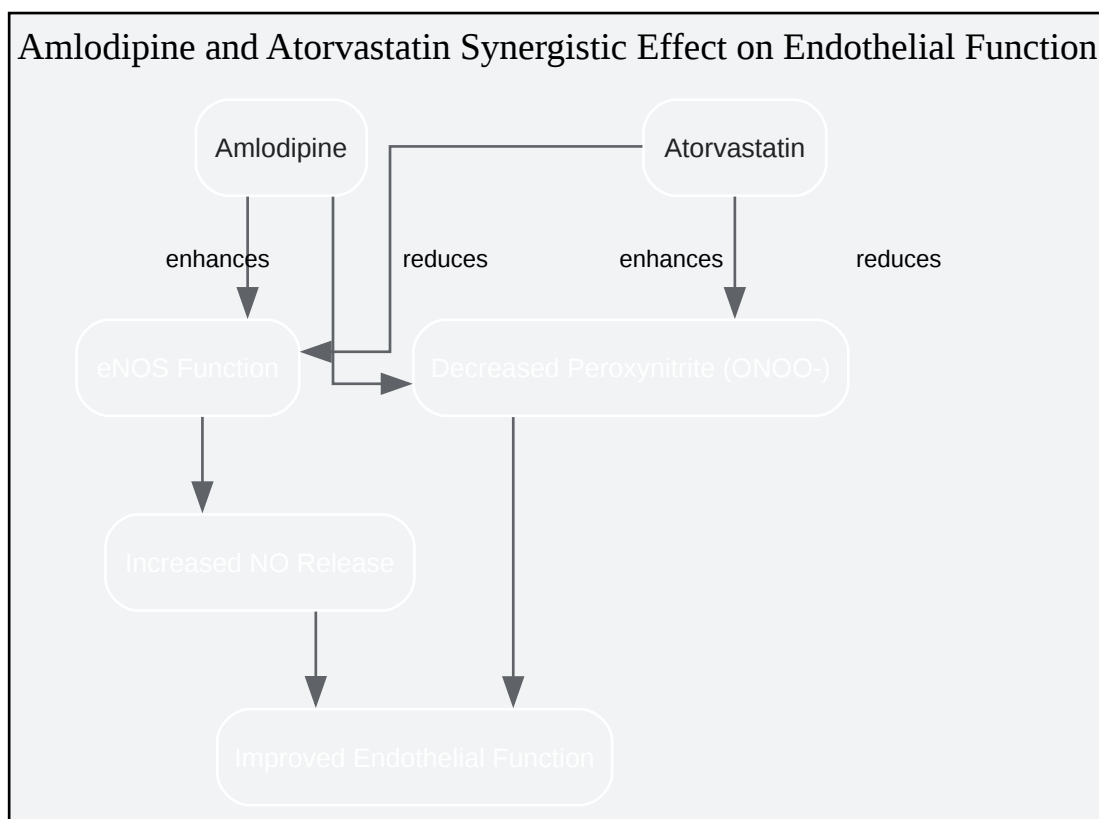 Amlodipine and Atorvastatin Synergistic Effect on Endothelial Function
Amlodipine
Atorvastatin
enhances
reduces
enhances
reduces
eNOS Function
Decreased Peroxynitrite (ONOO-)
Increased NO Release
Improved Endothelial Function